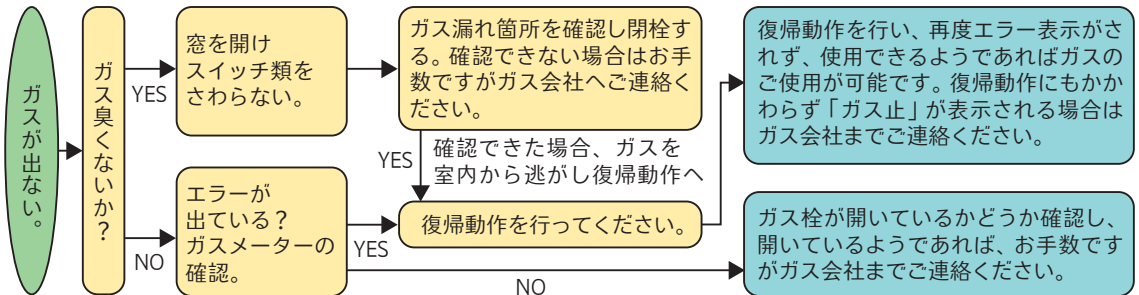 ガスが出ない。
ガス臭くないか？
YES
窓を開け
スイッチ類を
さわらない。
ガス漏れ箇所を確認し閉栓
する。確認できない場合はお手
数ですがガス会社へご連絡く
ださい。
YES
確認できた場合、ガスを
室内から逃がし復帰動作へ
NO
エラーが
出ている？
ガスメーターの
確認。
YES
復帰動作を行ってください。
NO
復帰動作を行い、再度エラー表示がさ
れず、使用できるようであればガスの
ご使用が可能です。復帰動作にもかか
わらず「ガス止」が表示される場合は
ガス会社までご連絡ください。
ガス栓が開いているかどうか確認し、
開いているようであれば、お手数です
がガス会社までご連絡ください。